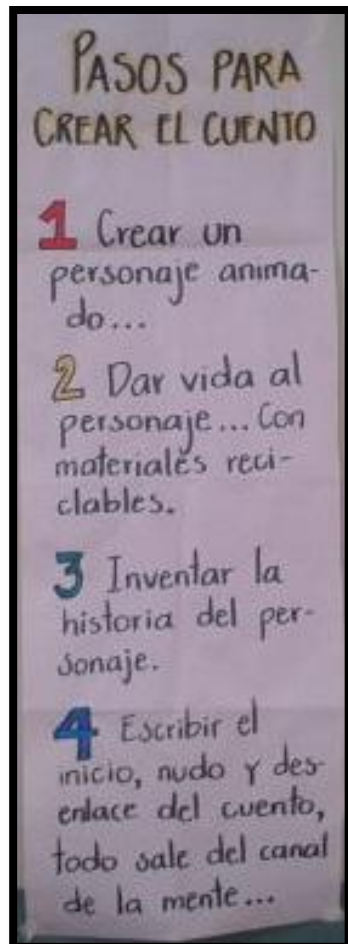 PASOS PARA
CREAR EL CUENTO
1 Crear un
personaje anima-
do...
2 Dar vida al
personaje... Con
materiales reci-
clables.
3 Inventar la
historia del per-
sonaje.
4 Escribir el
inicio, nudo y des-
enlace del cuento,
todo sale del canal
de la mente...